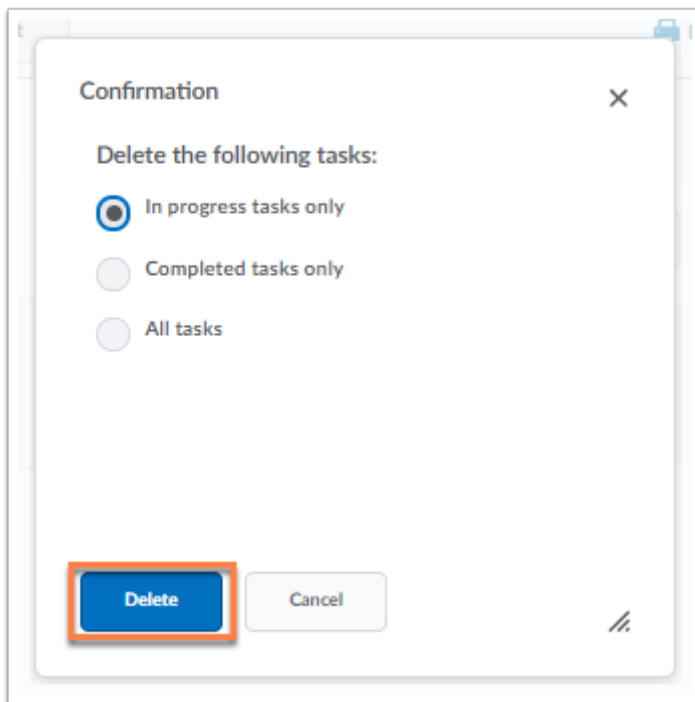 Confirmation
Delete the following tasks:
In progress tasks only
Completed tasks only
All tasks
Delete Cancel